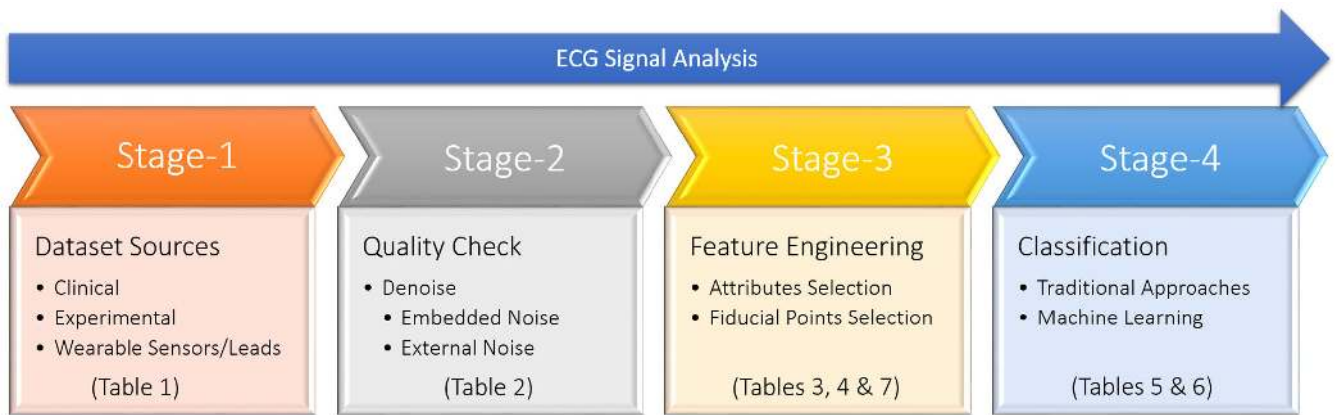 ECG Signal Analysis
Stage-1
Dataset Sources
• Clinical
• Experimental
• Wearable Sensors/Leads
(Table 1)
Stage-2
Quality Check
• Denoise
• Embedded Noise
• External Noise
(Table 2)
Stage-3
Feature Engineering
• Attributes Selection
• Fiducial Points Selection
(Tables 3, 4 & 7)
Stage-4
Classification
• Traditional Approaches
• Machine Learning
(Tables 5 & 6)